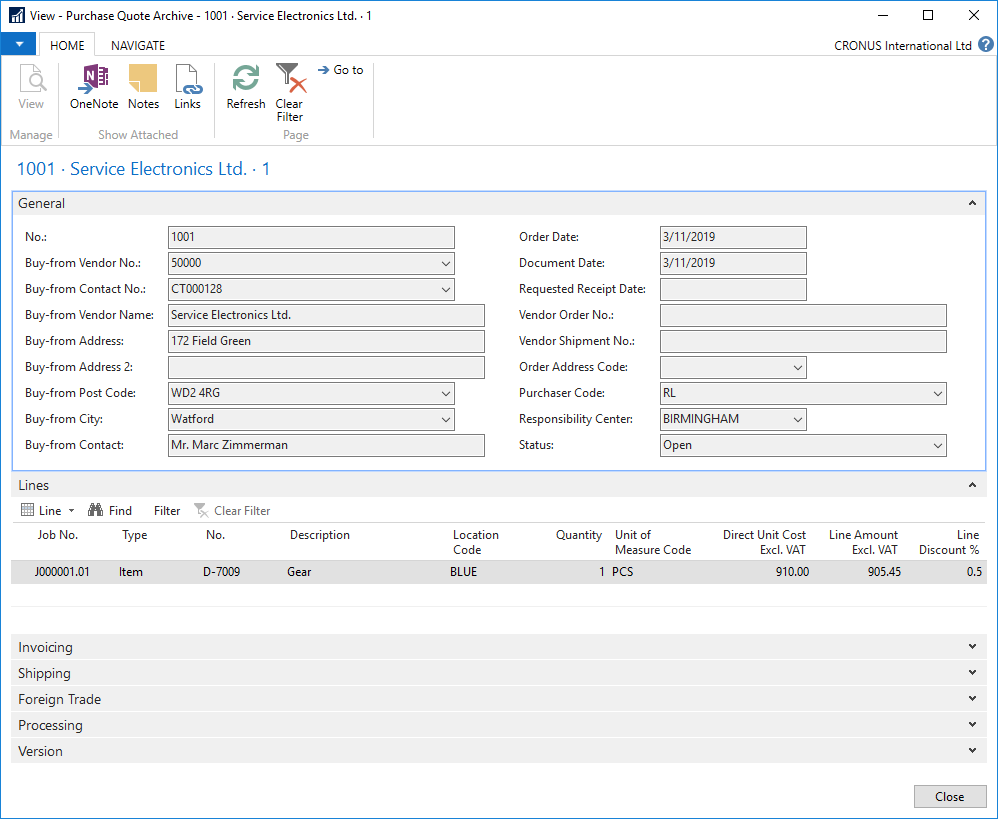 View - Purchase Quote Archive - 1001 · Service Electronics Ltd. · 1
HOME NAVIGATE CRONUS International Ltd ?
View OneNote Notes Links Refresh Clear Filter Go to
Manage Show Attached Page
1001 · Service Electronics Ltd. · 1
General
No.: 1001
Buy-from Vendor No.: 50000
Buy-from Contact No.: CT000128
Buy-from Vendor Name: Service Electronics Ltd.
Buy-from Address: 172 Field Green
Buy-from Address 2:
Buy-from Post Code: WD2 4RG
Buy-from City: Watford
Buy-from Contact: Mr. Marc Zimmerman
Order Date: 3/11/2019
Document Date: 3/11/2019
Requested Receipt Date:
Vendor Order No.:
Vendor Shipment No.:
Order Address Code:
Purchaser Code: RL
Responsibility Center: BIRMINGHAM
Status: Open
Lines
Line Find Filter Clear Filter
Job No. Type No. Description Location Code Quantity Unit of Measure Code Direct Unit Cost Excl. VAT Line Amount Excl. VAT Line Discount %
J000001.01 Item D-7009 Gear BLUE 1 PCS 910.00 905.45 0.5
Invoicing
Shipping
Foreign Trade
Processing
Version
Close